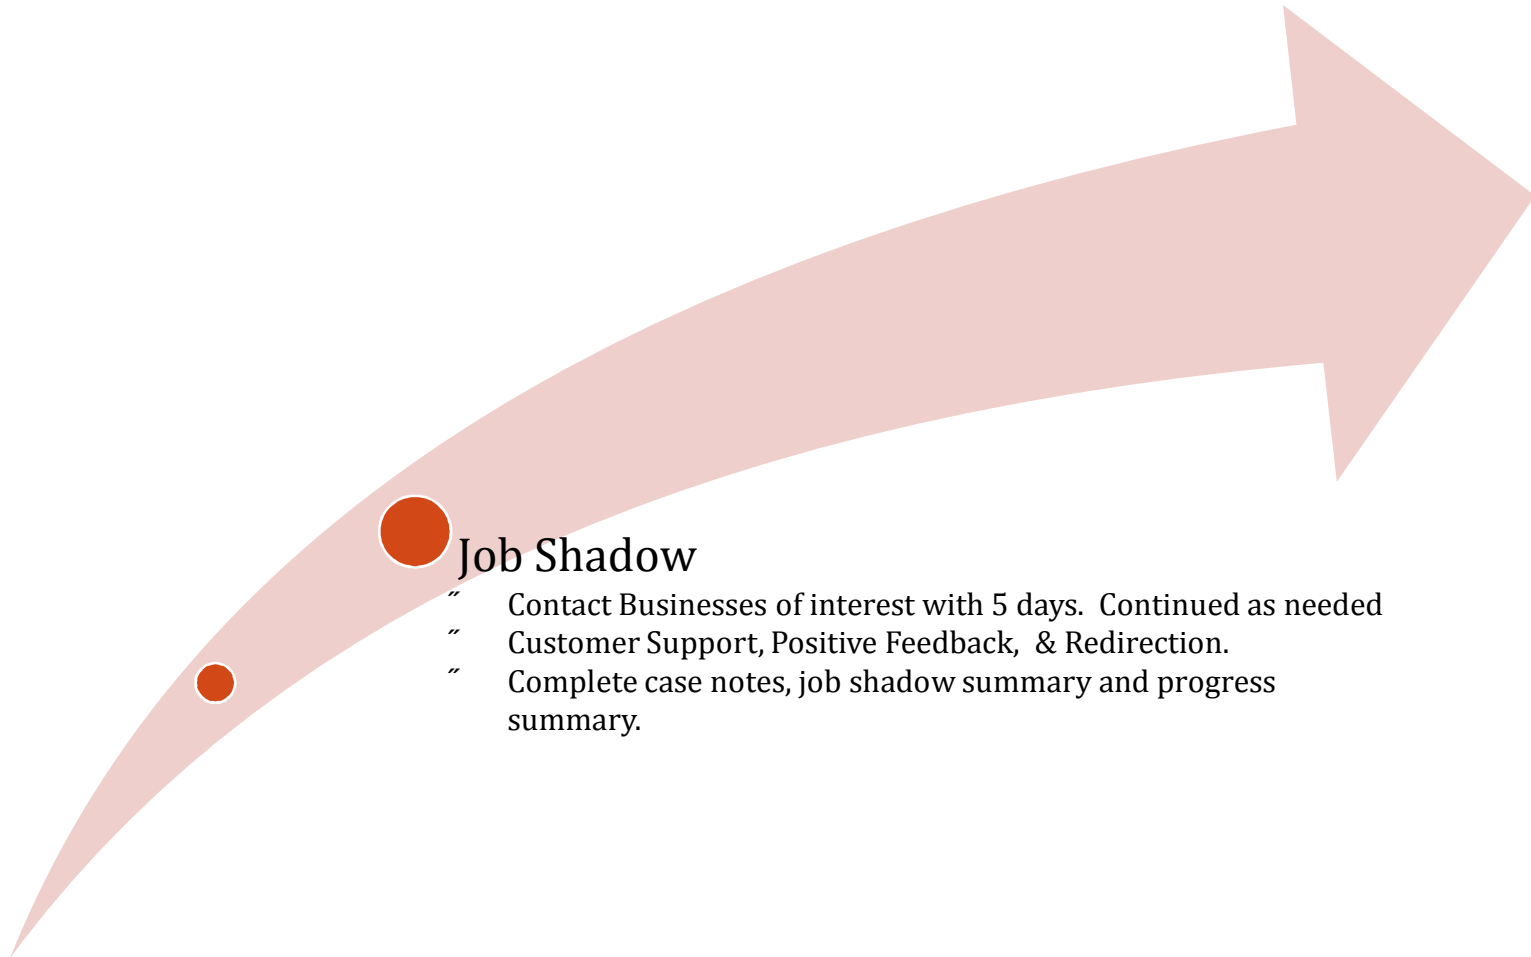 Job Shadow
˝ Contact Businesses of interest with 5 days.  Continued as needed
˝ Customer Support, Positive Feedback,  & Redirection.
˝ Complete case notes, job shadow summary and progress
summary.